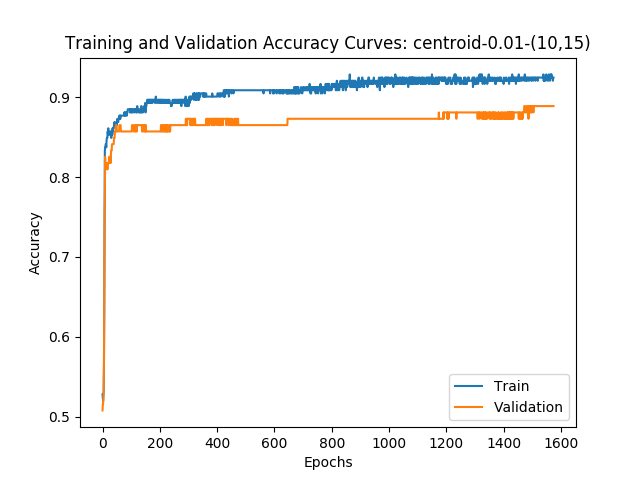 Training and Validation Accuracy Curves: centroid-0.01-(10,15)
0.9
0.8
0.7
0.6
0.5
Accuracy
0 200 400 600 800 1000 1200 1400 1600
Epochs
Train
Validation